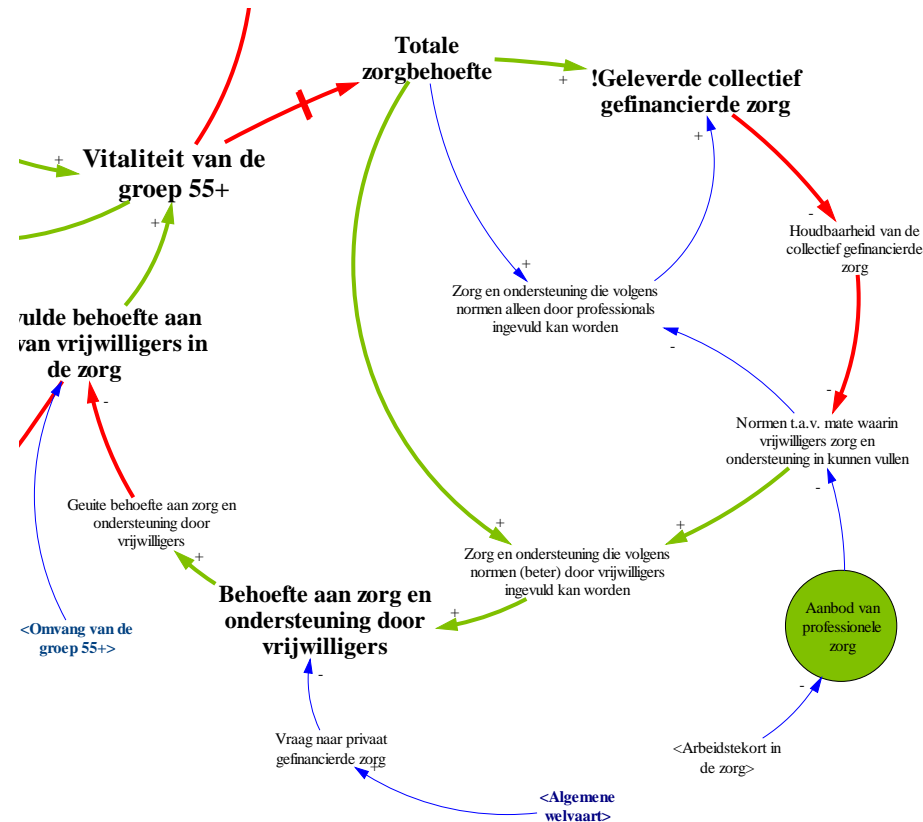 Totale
zorgbehoefte
+
!Geleverde collectief
gefinancierde zorg
+
+
Vitaliteit van de
groep 55+
+
-
Houdbaarheid van de
collectief gefinancierde
zorg
+
Zorg en ondersteuning die volgens
normen alleen door professionals
ingevuld kan worden
-
-
vulde behoefte aan
van vrijwilligers in
de zorg
-
Normen t.a.v. mate waarin
vrijwilligers zorg en
ondersteuning in kunnen vullen
-
Geuite behoefte aan zorg en
ondersteuning door
vrijwilligers
+
+
+
Zorg en ondersteuning die volgens
normen (beter) door vrijwilligers
ingevuld kan worden
Behoefte aan zorg en
ondersteuning door
vrijwilligers
+
-
<Omvang van de
groep 55+>
Aanbod van
professionele
zorg
-
Vraag naar privaat
gefinancierde zorg
+
<Arbeidstekort in
de zorg>
<Algemene
welvaart>